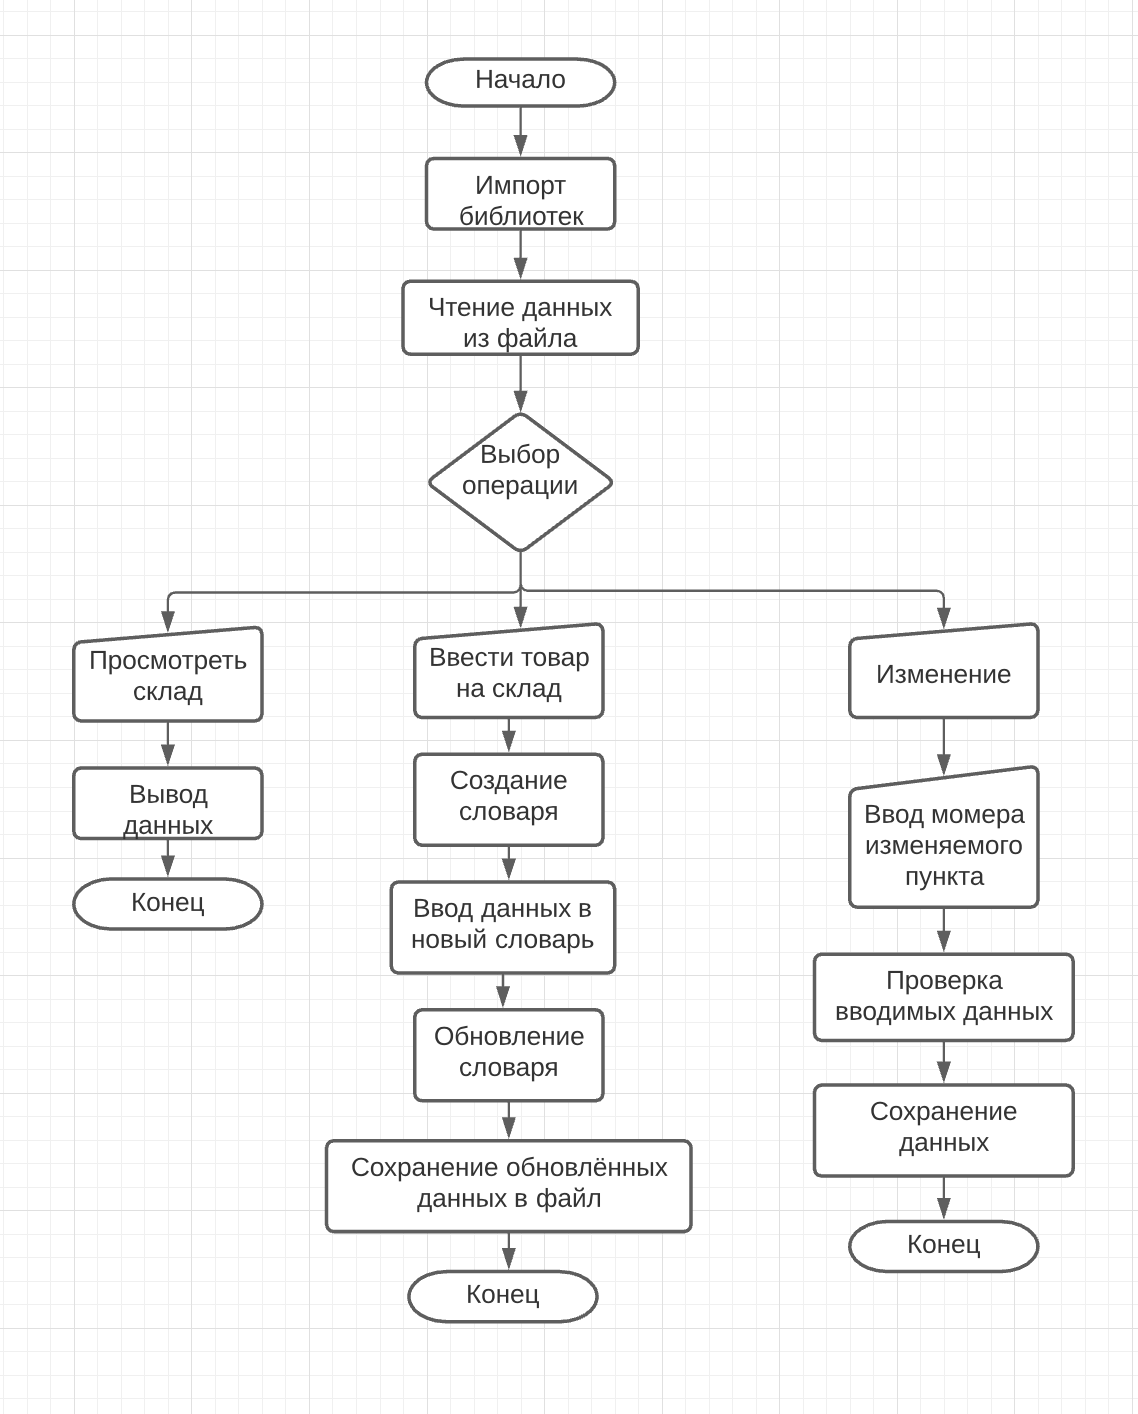 Начало
Импорт
библиотек
Чтение данных
из файла
Выбор
операции
Просмотреть
склад
Вывод
данных
Конец
Ввести товар
на склад
Создание
словаря
Ввод данных в
новый словарь
Обновление
словаря
Сохранение обновлённых
данных в файл
Конец
Изменение
Ввод момера
изменяемого
пункта
Проверка
вводимых данных
Сохранение
данных
Конец